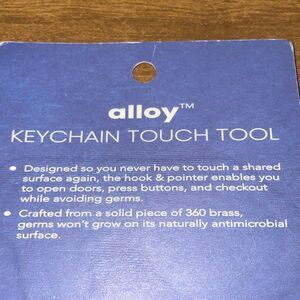 alloy™
KEYCHAIN TOUCH TOOL
• Designed so you never have to touch a shared
surface again, the hook & pointer enables you
to open doors, press buttons, and checkout
while avoiding germs.
• Crafted from a solid piece of 360 brass,
germs won't grow on its naturally antimicrobial
surface.